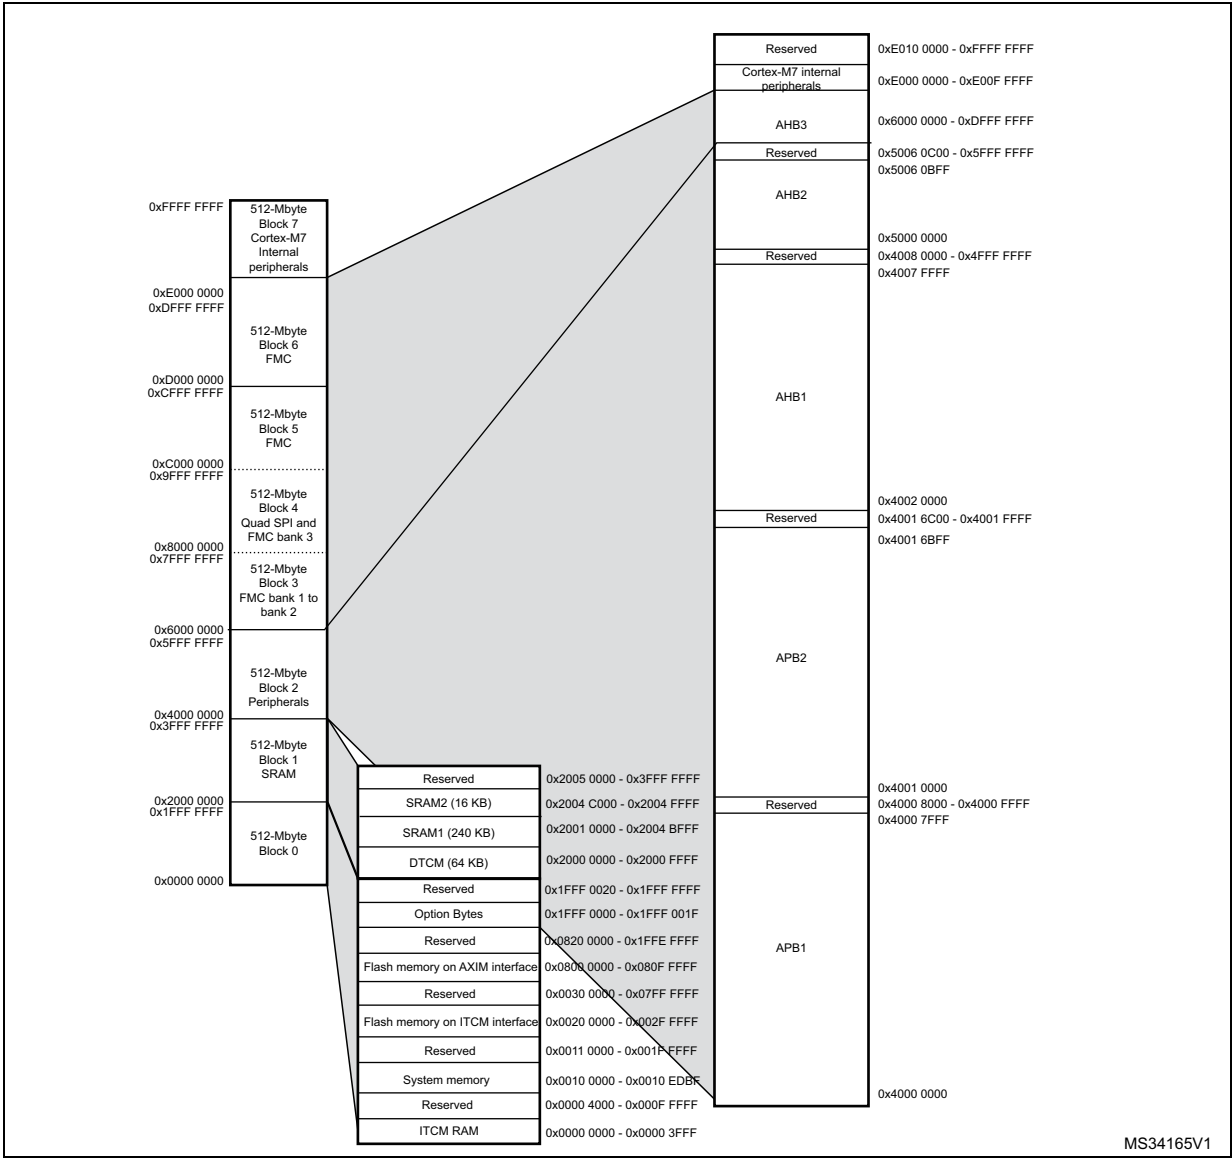 0xFFFF FFFF
512-Mbyte
Block 7
Cortex-M7
Internal
peripherals
0xE000 0000
0xDFFF FFFF
512-Mbyte
Block 6
FMC
0xD000 0000
0xCFFF FFFF
512-Mbyte
Block 5
FMC
0xC000 0000
0x9FFF FFFF
512-Mbyte
Block 4
Quad SPI and
FMC bank 3
0x8000 0000
0x7FFF FFFF
512-Mbyte
Block 3
FMC bank 1 to
bank 2
0x6000 0000
0x5FFF FFFF
512-Mbyte
Block 2
Peripherals
0x4000 0000
0x3FFF FFFF
512-Mbyte
Block 1
SRAM
0x2000 0000
0x1FFF FFFF
512-Mbyte
Block 0
0x0000 0000
Reserved 0x2005 0000 - 0x3FFF FFFF
SRAM2 (16 KB) 0x2004 C000 - 0x2004 FFFF
SRAM1 (240 KB) 0x2001 0000 - 0x2004 BFFF
DTCM (64 KB) 0x2000 0000 - 0x2000 FFFF
Reserved 0x1FFF 0020 - 0x1FFF FFFF
Option Bytes 0x1FFF 0000 - 0x1FFF 001F
Reserved 0x0820 0000 - 0x1FFE FFFF
Flash memory on AXIM interface 0x0800 0000 - 0x080F FFFF
Reserved 0x0030 0000 - 0x07FF FFFF
Flash memory on ITCM interface 0x0020 0000 - 0x002F FFFF
Reserved 0x0011 0000 - 0x001F FFFF
System memory 0x0010 0000 - 0x0010 EDBF
Reserved 0x0000 4000 - 0x000F FFFF
ITCM RAM 0x0000 0000 - 0x0000 3FFF
Reserved 0xE010 0000 - 0xFFFF FFFF
Cortex-M7 internal
peripherals 0xE000 0000 - 0xE00F FFFF
AHB3 0x6000 0000 - 0xDFFF FFFF
Reserved 0x5006 0C00 - 0x5FFF FFFF
0x5006 0BFF
AHB2
0x5000 0000
Reserved 0x4008 0000 - 0x4FFF FFFF
0x4007 FFFF
AHB1
0x4002 0000
Reserved 0x4001 6C00 - 0x4001 FFFF
0x4001 6BFF
APB2
0x4001 0000
Reserved 0x4000 8000 - 0x4000 FFFF
0x4000 7FFF
APB1
0x4000 0000
MS34165V1